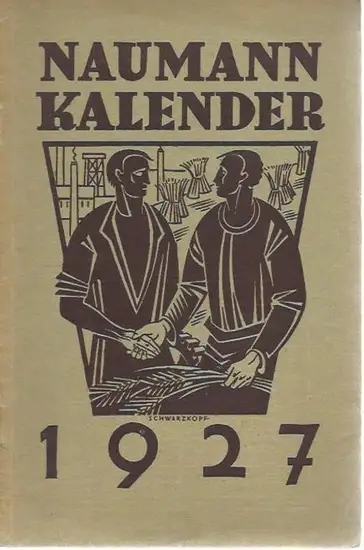 NAUMANN
KALENDER
SCHWARZKOPF
1927